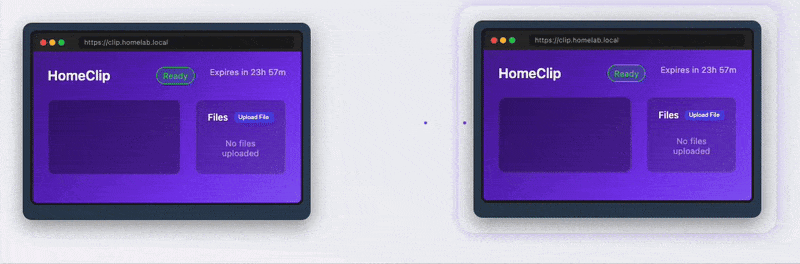 https://clip.homelab.local
HomeClip
Ready
Expires in 23h 57m
Files
Upload File
No files
uploaded
https://clip.homelab.local
HomeClip
Ready
Expires in 23h 57m
Files
Upload File
No files
uploaded